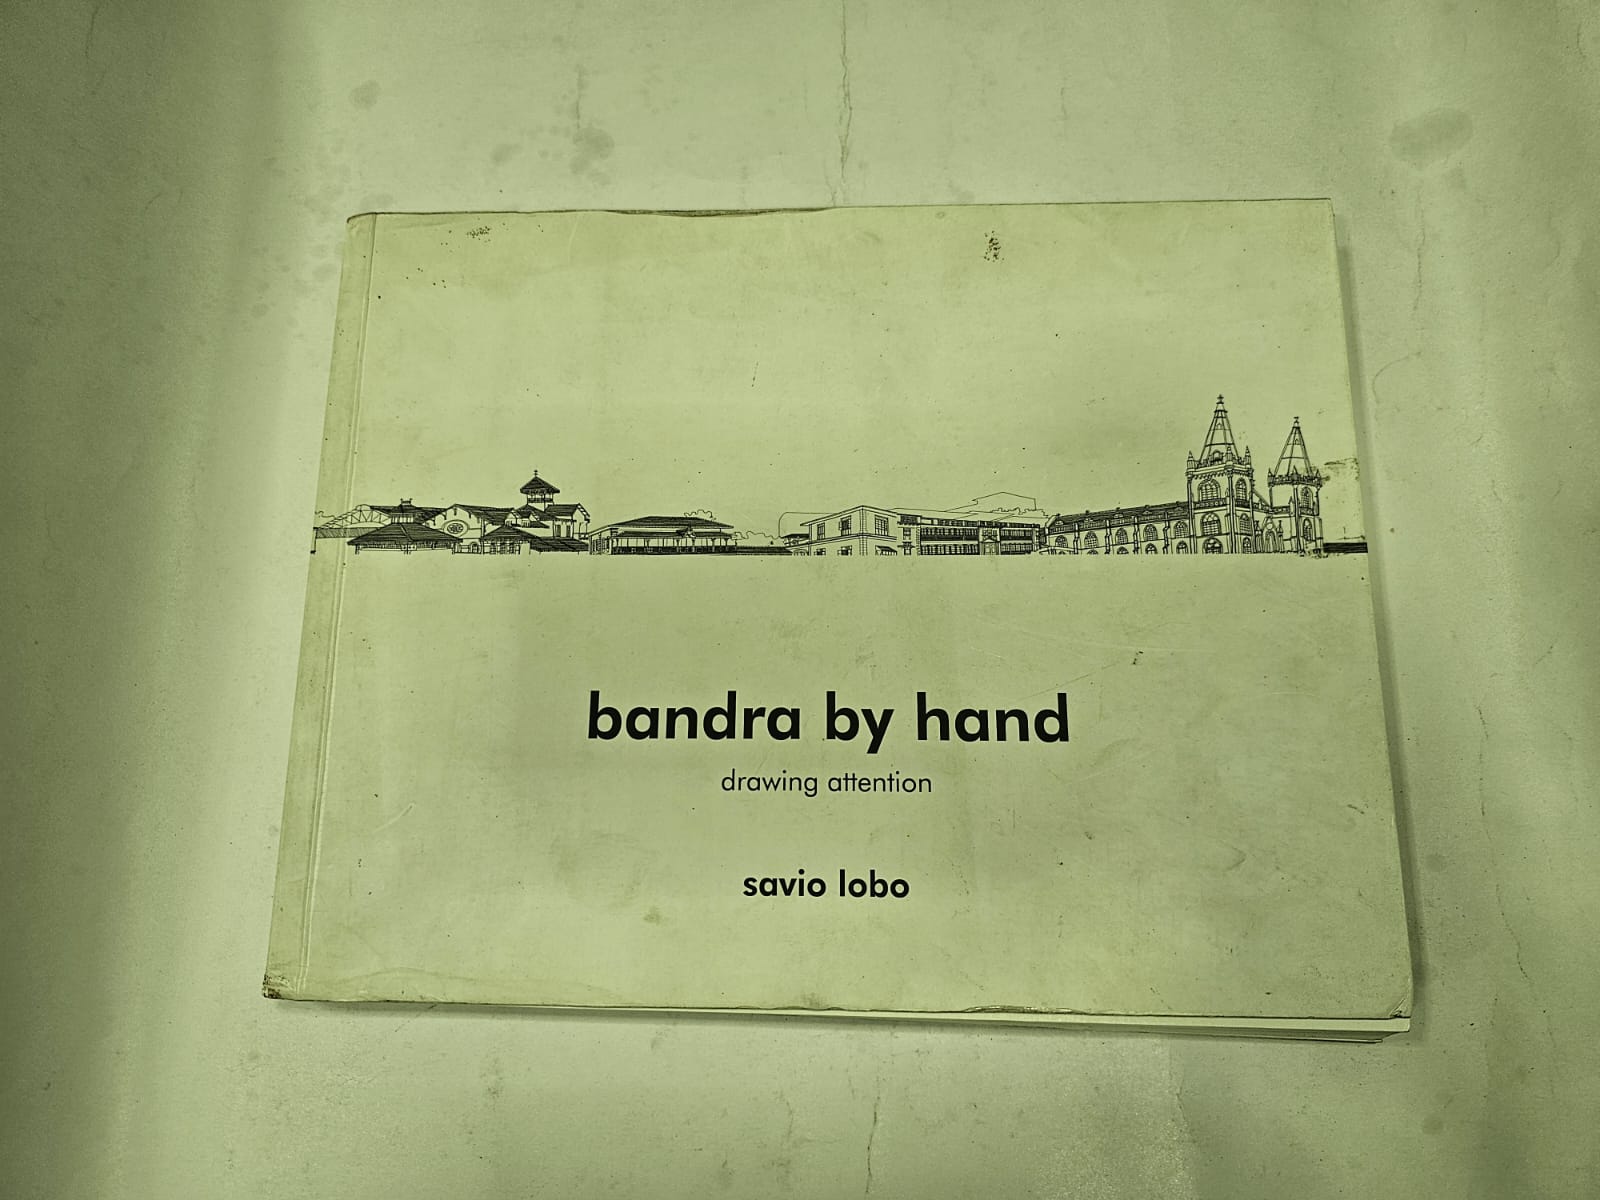 bandra by hand
drawing attention
savio lobo